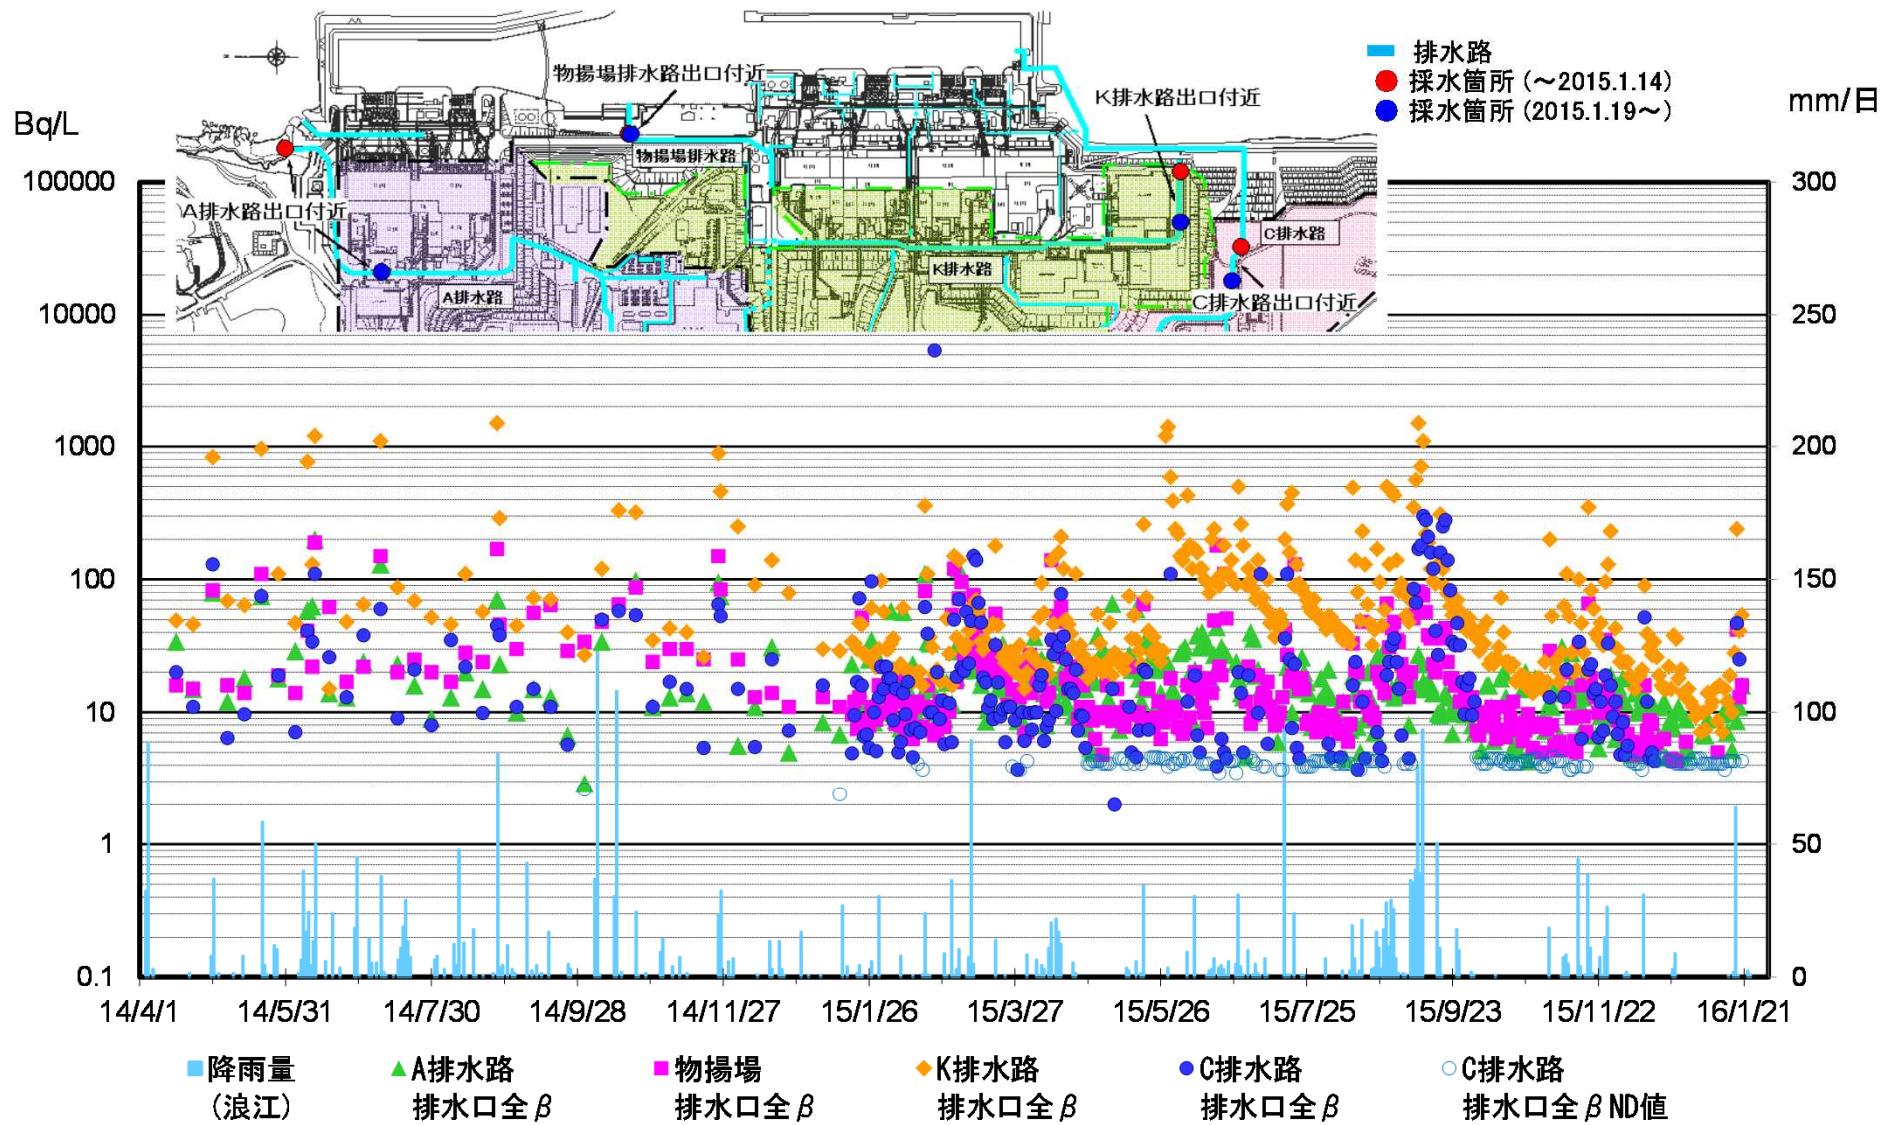 排水路
採水箇所（～2015.1.14）
採水箇所（2015.1.19～）
Bq/L
mm/日
物揚場排水路出口付近
K排水路出口付近
物揚場排水路
A排水路出口付近
C排水路
K排水路
A排水路
C排水路出口付近
100000
10000
1000
100
10
1
0.1
300
250
200
150
100
50
0
14/4/1
14/5/31
14/7/30
14/9/28
14/11/27
15/1/26
15/3/27
15/5/26
15/7/25
15/9/23
15/11/22
16/1/21
降雨量
（浪江）
A排水路
排水口全β
物揚場
排水口全β
K排水路
排水口全β
C排水路
排水口全β
C排水路
排水口全βND値